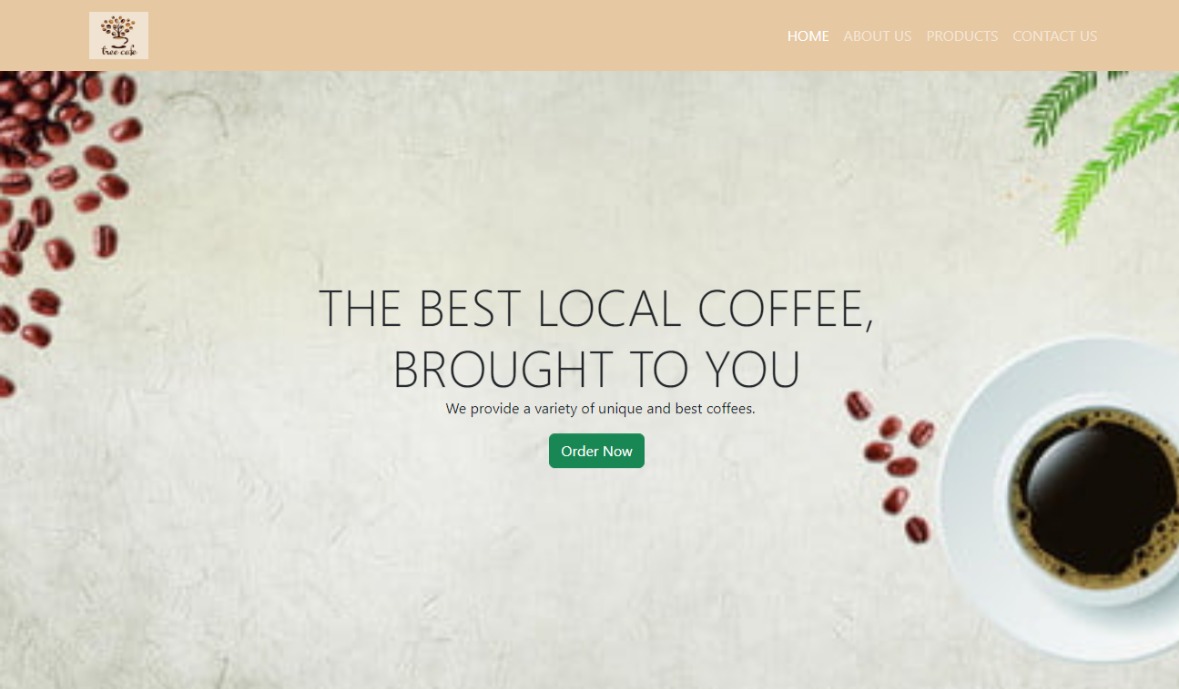 tree cafe
HOME ABOUT US PRODUCTS CONTACT US
THE BEST LOCAL COFFEE,
BROUGHT TO YOU
We provide a variety of unique and best coffees.
Order Now